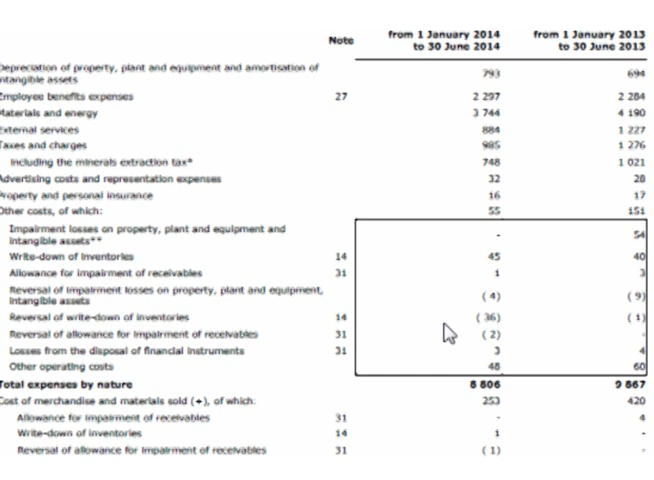 from 1 January 2014 from 1 January 2013
Note to 30 June 2014 to 30 June 2013
Depreciation of property, plant and equipment and amortisation of
intangible assets 793 694
Employee benefits expenses 27 2 297 2 284
Materials and energy 3 744 4 190
External services 884 1 227
Taxes and charges 985 1 276
including the minerals extraction tax* 748 1 021
Advertising costs and representation expenses 32 28
Property and personal insurance 16 17
Other costs, of which: 55 151
Impairment losses on property, plant and equipment and
intangible assets** - 54
Write-down of inventories 14 45 40
Allowance for impairment of receivables 31 1 3
Reversal of impairment losses on property, plant and equipment,
intangible assets ( 4) ( 9)
Reversal of write-down of inventories 14 ( 36) ( 1)
Reversal of allowance for impairment of receivables 31 ( 2) -
Losses from the disposal of financial instruments 31 3 4
Other operating costs 48 60
Total expenses by nature 8 806 9 867
Cost of merchandise and materials sold (+), of which: 253 420
Allowance for impairment of receivables 31 - 4
Write-down of inventories 14 1 -
Reversal of allowance for impairment of receivables 31 ( 1) -